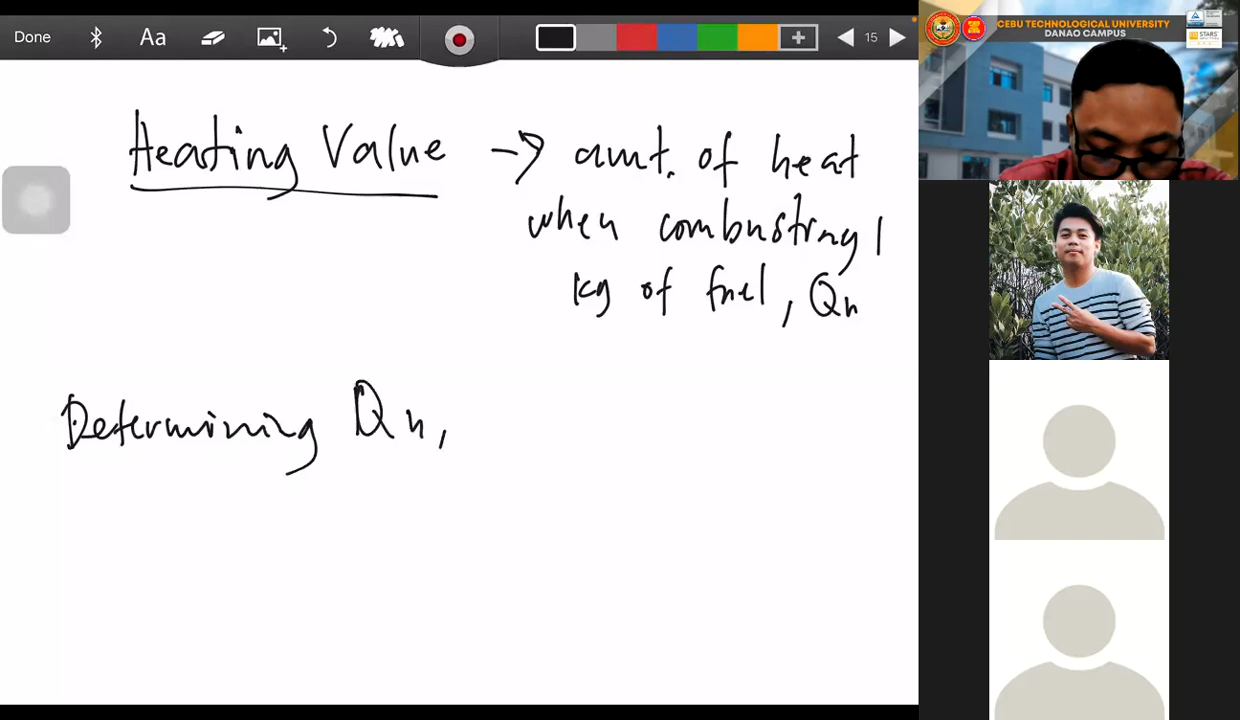 Done
Aa
15
Heating Value → amt. of heat
when combusting 1
kg of fuel, Qh
Determining Qh,
CEBU TECHNOLOGICAL UNIVERSITY
DANAO CAMPUS
STARS